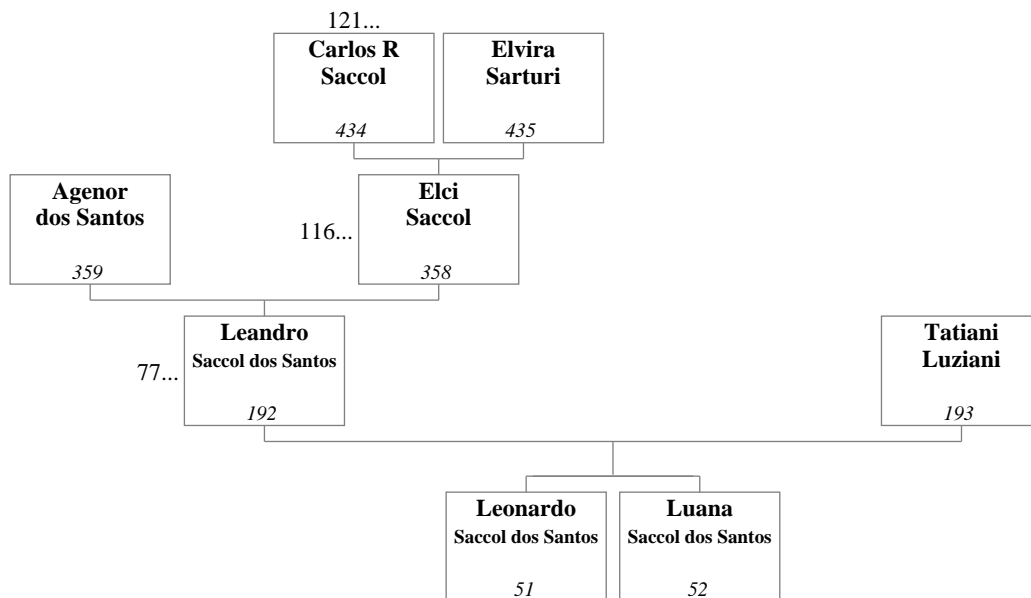 121...
Carlos R
Saccol
434
Elvira
Sarturi
435
Agenor
dos Santos
359
116...
Elci
Saccol
358
77...
Leandro
Saccol dos Santos
192
Tatiani
Luziani
193
Leonardo
Saccol dos Santos
51
Luana
Saccol dos Santos
52